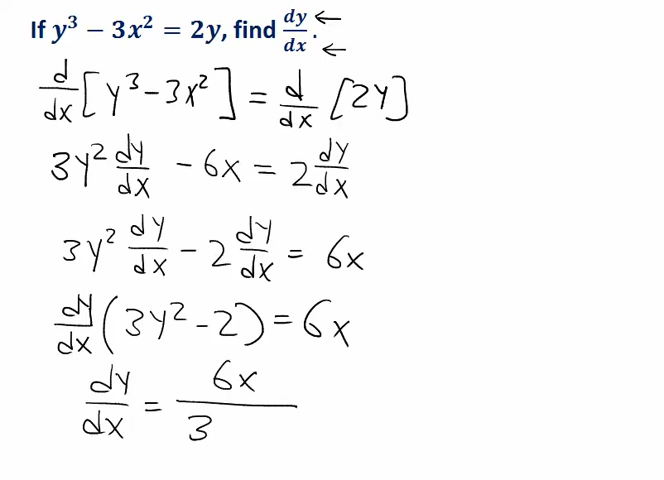 If y³ − 3x² = 2y, find dy/dx.
d/dx [y³ − 3x²] = d/dx [2y]
3y² dy/dx − 6x = 2 dy/dx
3y² dy/dx − 2 dy/dx = 6x
dy/dx (3y² − 2) = 6x
dy/dx = 6x/3